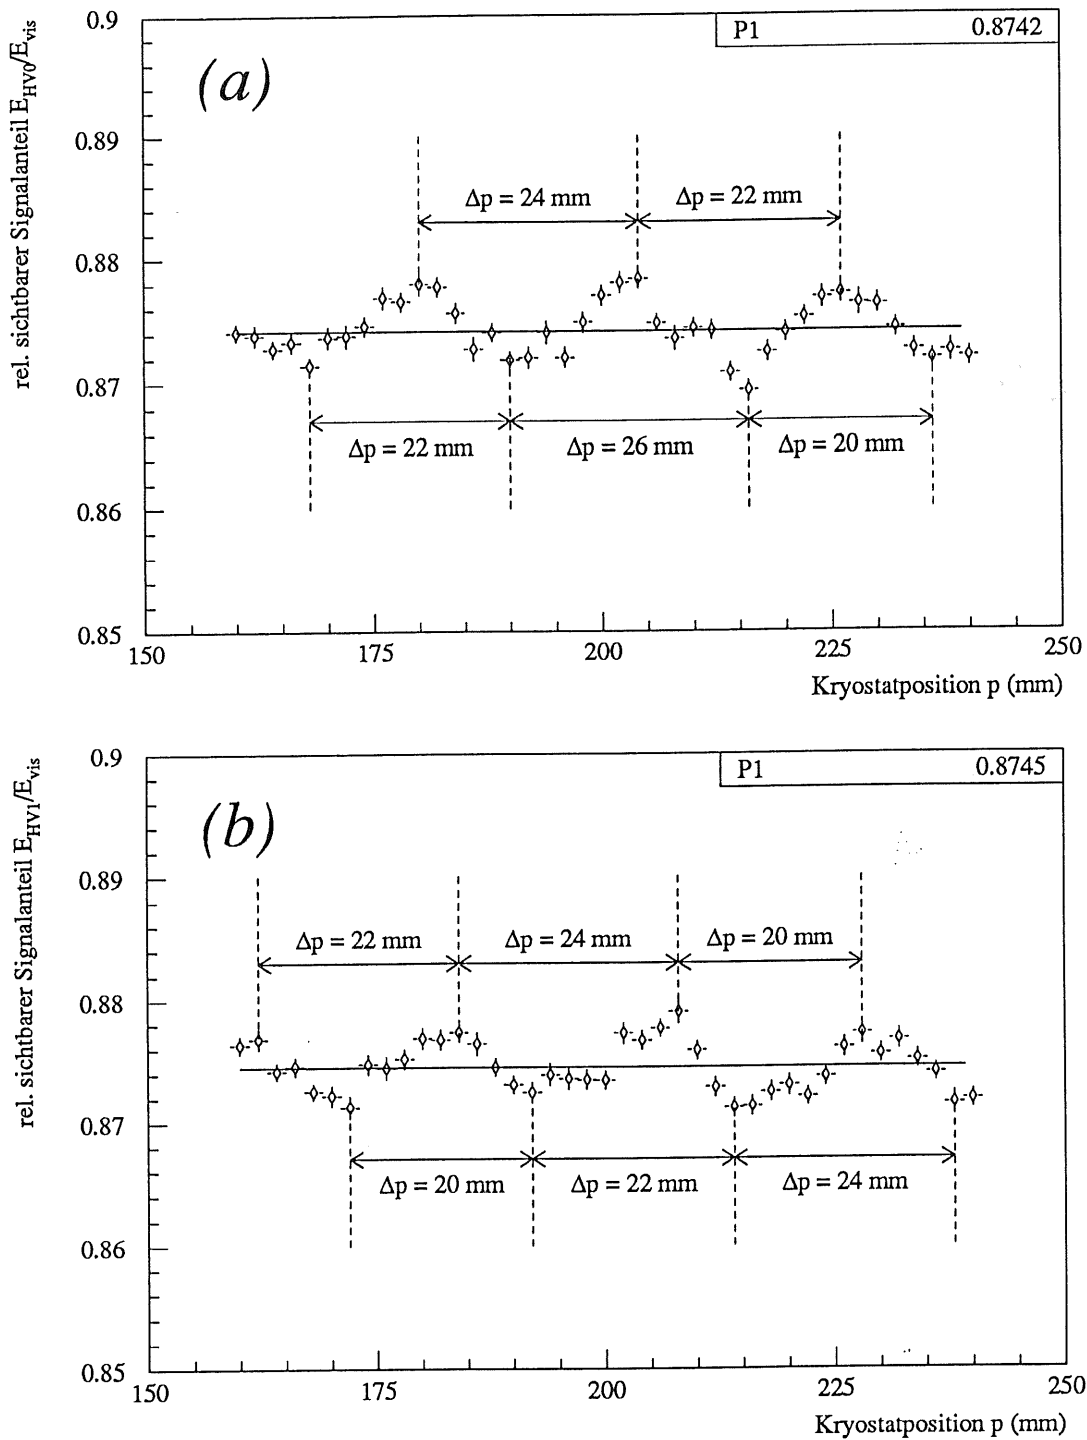 (a)
P1 0.8742
rel. sichtbarer Signalanteil E_HV0/E_vis
0.9
0.89
0.88
0.87
0.86
0.85
Δp = 24 mm
Δp = 22 mm
Δp = 22 mm
Δp = 26 mm
Δp = 20 mm
150 175 200 225 250
Kryostatposition p (mm)
(b)
P1 0.8745
rel. sichtbarer Signalanteil E_HV1/E_vis
0.9
0.89
0.88
0.87
0.86
0.85
Δp = 22 mm
Δp = 24 mm
Δp = 20 mm
Δp = 20 mm
Δp = 22 mm
Δp = 24 mm
150 175 200 225 250
Kryostatposition p (mm)